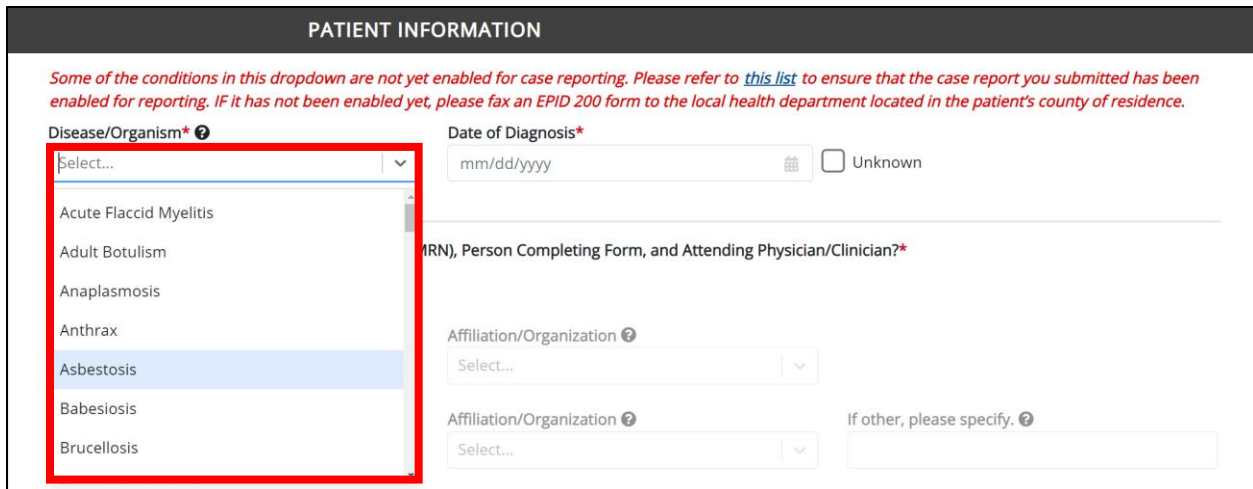 PATIENT INFORMATION
Some of the conditions in this dropdown are not yet enabled for case reporting. Please refer to this list to ensure that the case report you submitted has been
enabled for reporting. IF it has not been enabled yet, please fax an EPID 200 form to the local health department located in the patient's county of residence.
Disease/Organism* Date of Diagnosis*
Select... mm/dd/yyyy Unknown
Acute Flaccid Myelitis
Adult Botulism MRN), Person Completing Form, and Attending Physician/Clinician?*
Anaplasmosis
Anthrax Affiliation/Organization
Asbestosis Select...
Babesiosis Affiliation/Organization If other, please specify.
Brucellosis Select...